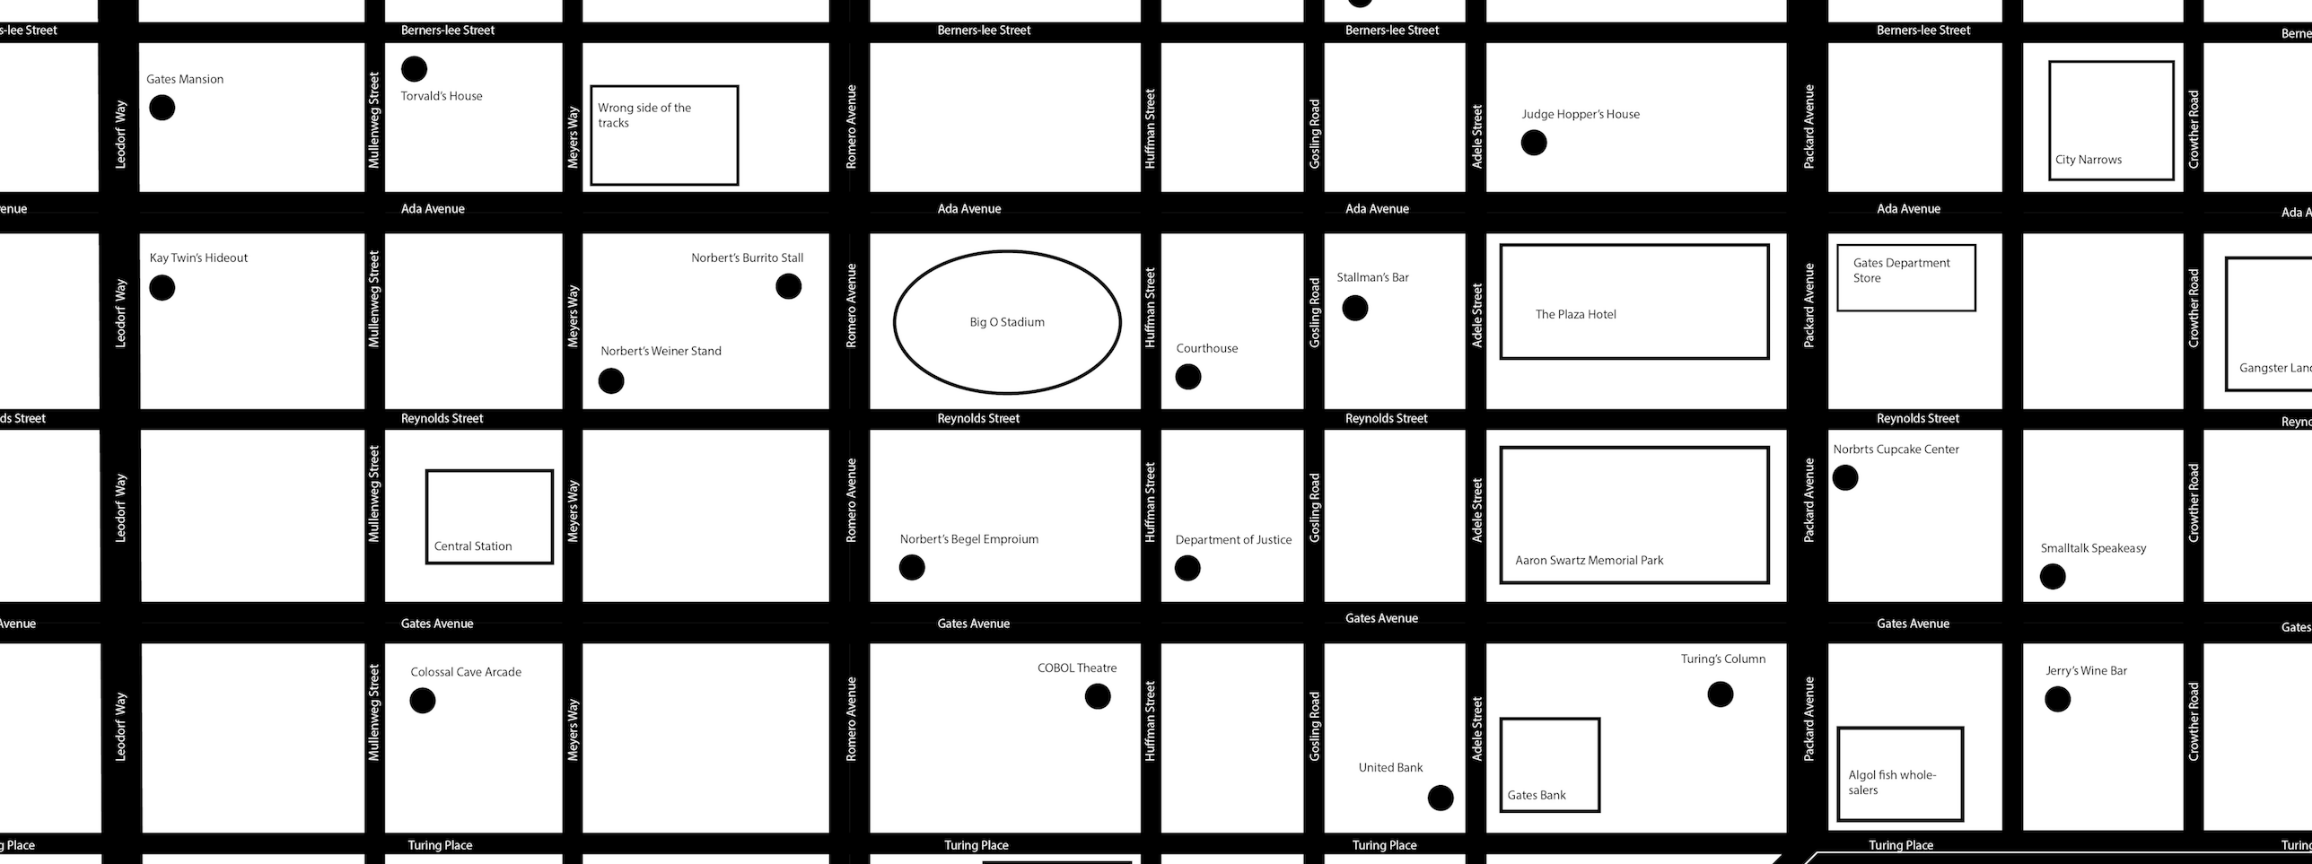 s-lee Street
Berners-lee Street
Berners-lee Street
Berners-lee Street
Berners-lee Street
Berne
Gates Mansion
Torvald's House
Wrong side of the
tracks
Judge Hopper's House
City Narrows
Leodorf Way
Mullenweg Street
Meyers Way
Romero Avenue
Huffman Street
Gosling Road
Adele Street
Packard Avenue
Crowther Road
enue
Ada Avenue
Ada Avenue
Ada Avenue
Ada Avenue
Ada A
Kay Twin's Hideout
Norbert's Burrito Stall
Norbert's Weiner Stand
Big O Stadium
Courthouse
Stallman's Bar
The Plaza Hotel
Gates Department
Store
Gangster Land
Leodorf Way
Mullenweg Street
Meyers Way
Romero Avenue
Huffman Street
Gosling Road
Adele Street
Packard Avenue
Crowther Road
ds Street
Reynolds Street
Reynolds Street
Reynolds Street
Reynolds Street
Reyno
Central Station
Norbert's Begel Emproium
Department of Justice
Aaron Swartz Memorial Park
Norbrts Cupcake Center
Smalltalk Speakeasy
Leodorf Way
Mullenweg Street
Meyers Way
Romero Avenue
Huffman Street
Gosling Road
Adele Street
Packard Avenue
Crowther Road
Avenue
Gates Avenue
Gates Avenue
Gates Avenue
Gates Avenue
Gates
Colossal Cave Arcade
COBOL Theatre
United Bank
Gates Bank
Turing's Column
Algol fish whole-
salers
Jerry's Wine Bar
Leodorf Way
Mullenweg Street
Meyers Way
Romero Avenue
Huffman Street
Gosling Road
Adele Street
Packard Avenue
Crowther Road
g Place
Turing Place
Turing Place
Turing Place
Turing Place
Turing